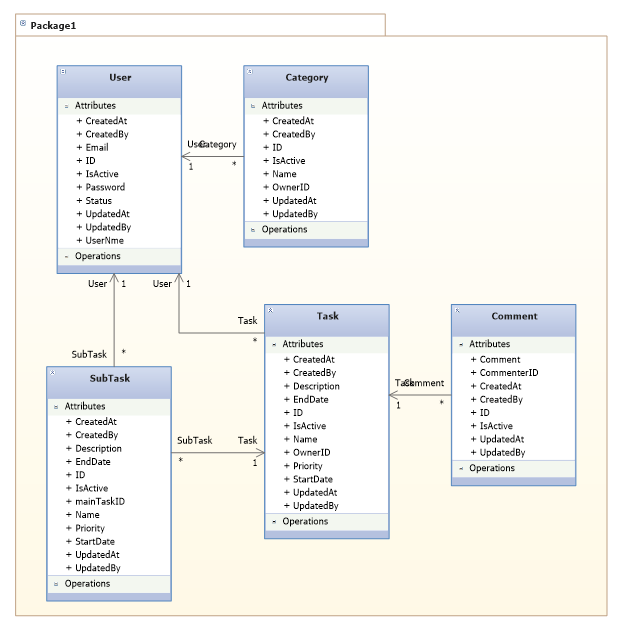 Package1
User
Attributes
+ CreatedAt
+ CreatedBy
+ Email
+ ID
+ IsActive
+ Password
+ Status
+ UpdatedAt
+ UpdatedBy
+ UserNme
Operations
Category
Attributes
+ CreatedAt
+ CreatedBy
+ ID
+ IsActive
+ Name
+ OwnerID
+ UpdatedAt
+ UpdatedBy
Operations
User
Category
1
*
User
1
SubTask
*
User
1
Task
*
SubTask
Attributes
+ CreatedAt
+ CreatedBy
+ Description
+ EndDate
+ ID
+ IsActive
+ mainTaskID
+ Name
+ Priority
+ StartDate
+ UpdatedAt
+ UpdatedBy
Operations
SubTask
*
Task
1
Task
Attributes
+ CreatedAt
+ CreatedBy
+ Description
+ EndDate
+ ID
+ IsActive
+ Name
+ OwnerID
+ Priority
+ StartDate
+ UpdatedAt
+ UpdatedBy
Operations
Task
Comment
1
*
Comment
Attributes
+ Comment
+ CommenterID
+ CreatedAt
+ CreatedBy
+ ID
+ IsActive
+ UpdatedAt
+ UpdatedBy
Operations